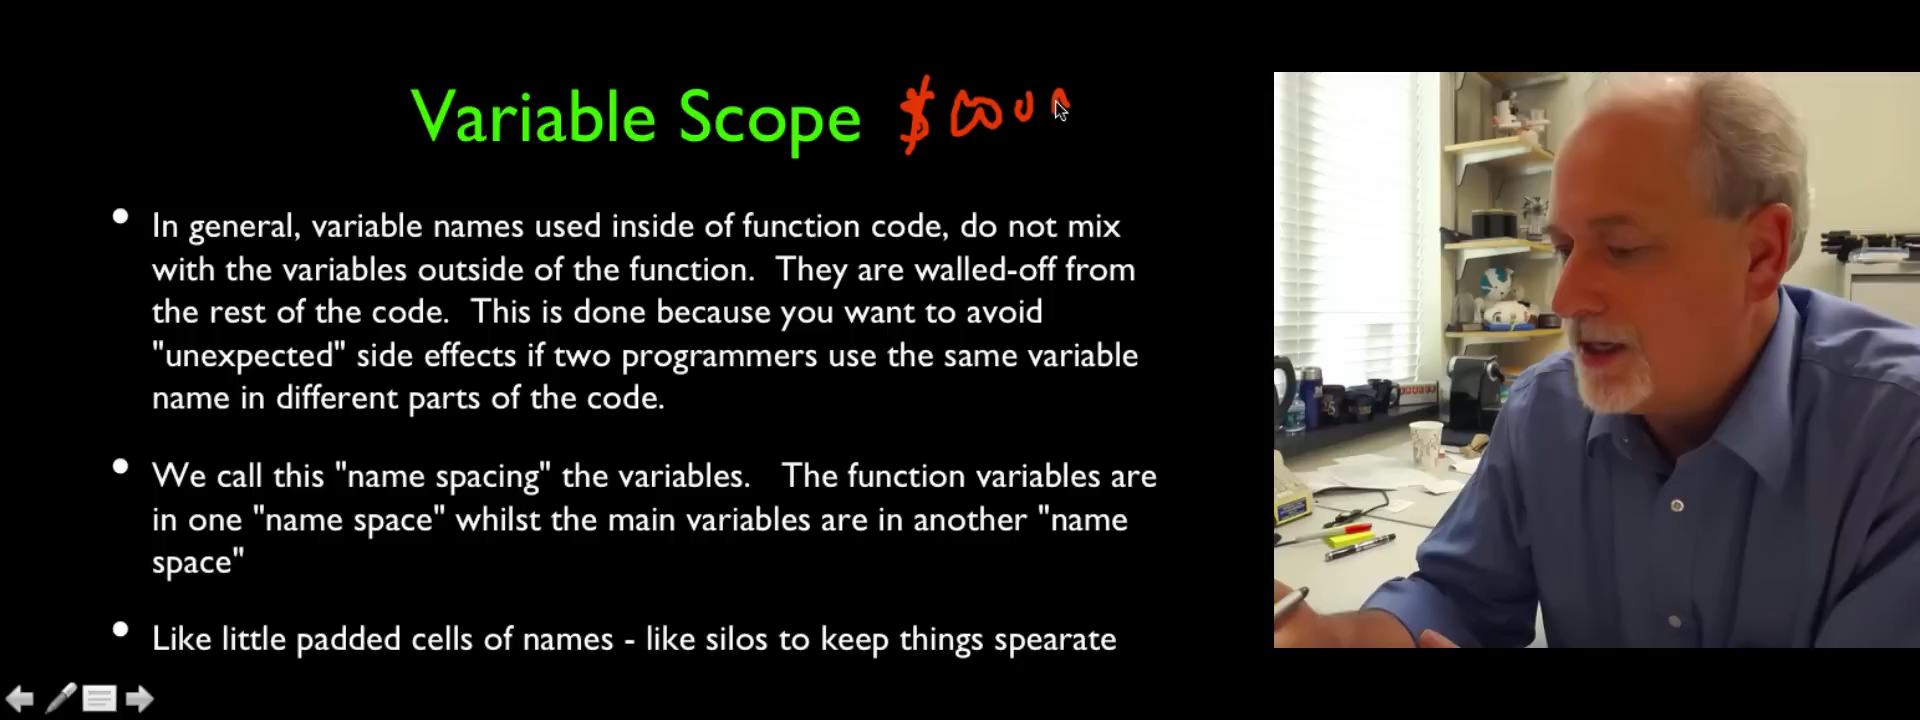 Variable Scope
In general, variable names used inside of function code, do not mix
with the variables outside of the function. They are walled-off from
the rest of the code. This is done because you want to avoid
"unexpected" side effects if two programmers use the same variable
name in different parts of the code.
We call this "name spacing" the variables. The function variables are
in one "name space" whilst the main variables are in another "name
space"
Like little padded cells of names - like silos to keep things spearate